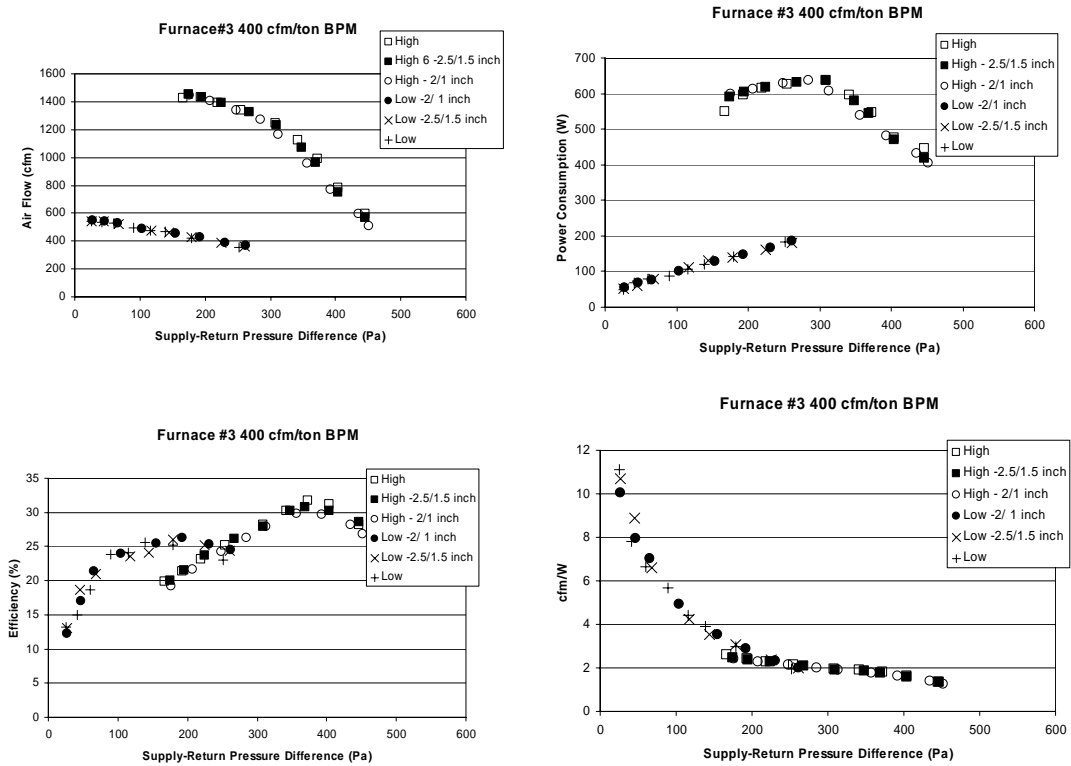 Furnace#3 400 cfm/ton BPM
High
High 6 -2.5/1.5 inch
High - 2/1 inch
Low -2/ 1 inch
Low -2.5/1.5 inch
Low
1600
1400
1200
1000
800
600
400
200
0
Air Flow (cfm)
0 100 200 300 400 500 600
Supply-Return Pressure Difference (Pa)
Furnace #3 400 cfm/ton BPM
High
High - 2.5/1.5 inch
High - 2/1 inch
Low -2/1 inch
Low -2.5/1.5 inch
Low
700
600
500
400
300
200
100
0
Power Consumption (W)
0 100 200 300 400 500 600
Supply-Return Pressure Difference (Pa)
Furnace #3 400 cfm/ton BPM
High
High -2.5/1.5 inch
High - 2/1 inch
Low -2/ 1 inch
Low -2.5/1.5 inch
Low
35
30
25
20
15
10
5
0
Efficiency (%)
0 100 200 300 400 500 600
Supply-Return Pressure Difference (Pa)
Furnace #3 400 cfm/ton BPM
High
High -2.5/1.5 inch
High - 2/1 inch
Low -2/ 1 inch
Low -2.5/1.5 inch
Low
12
10
8
6
4
2
0
cfm/W
0 100 200 300 400 500 600
Supply-Return Pressure Difference (Pa)